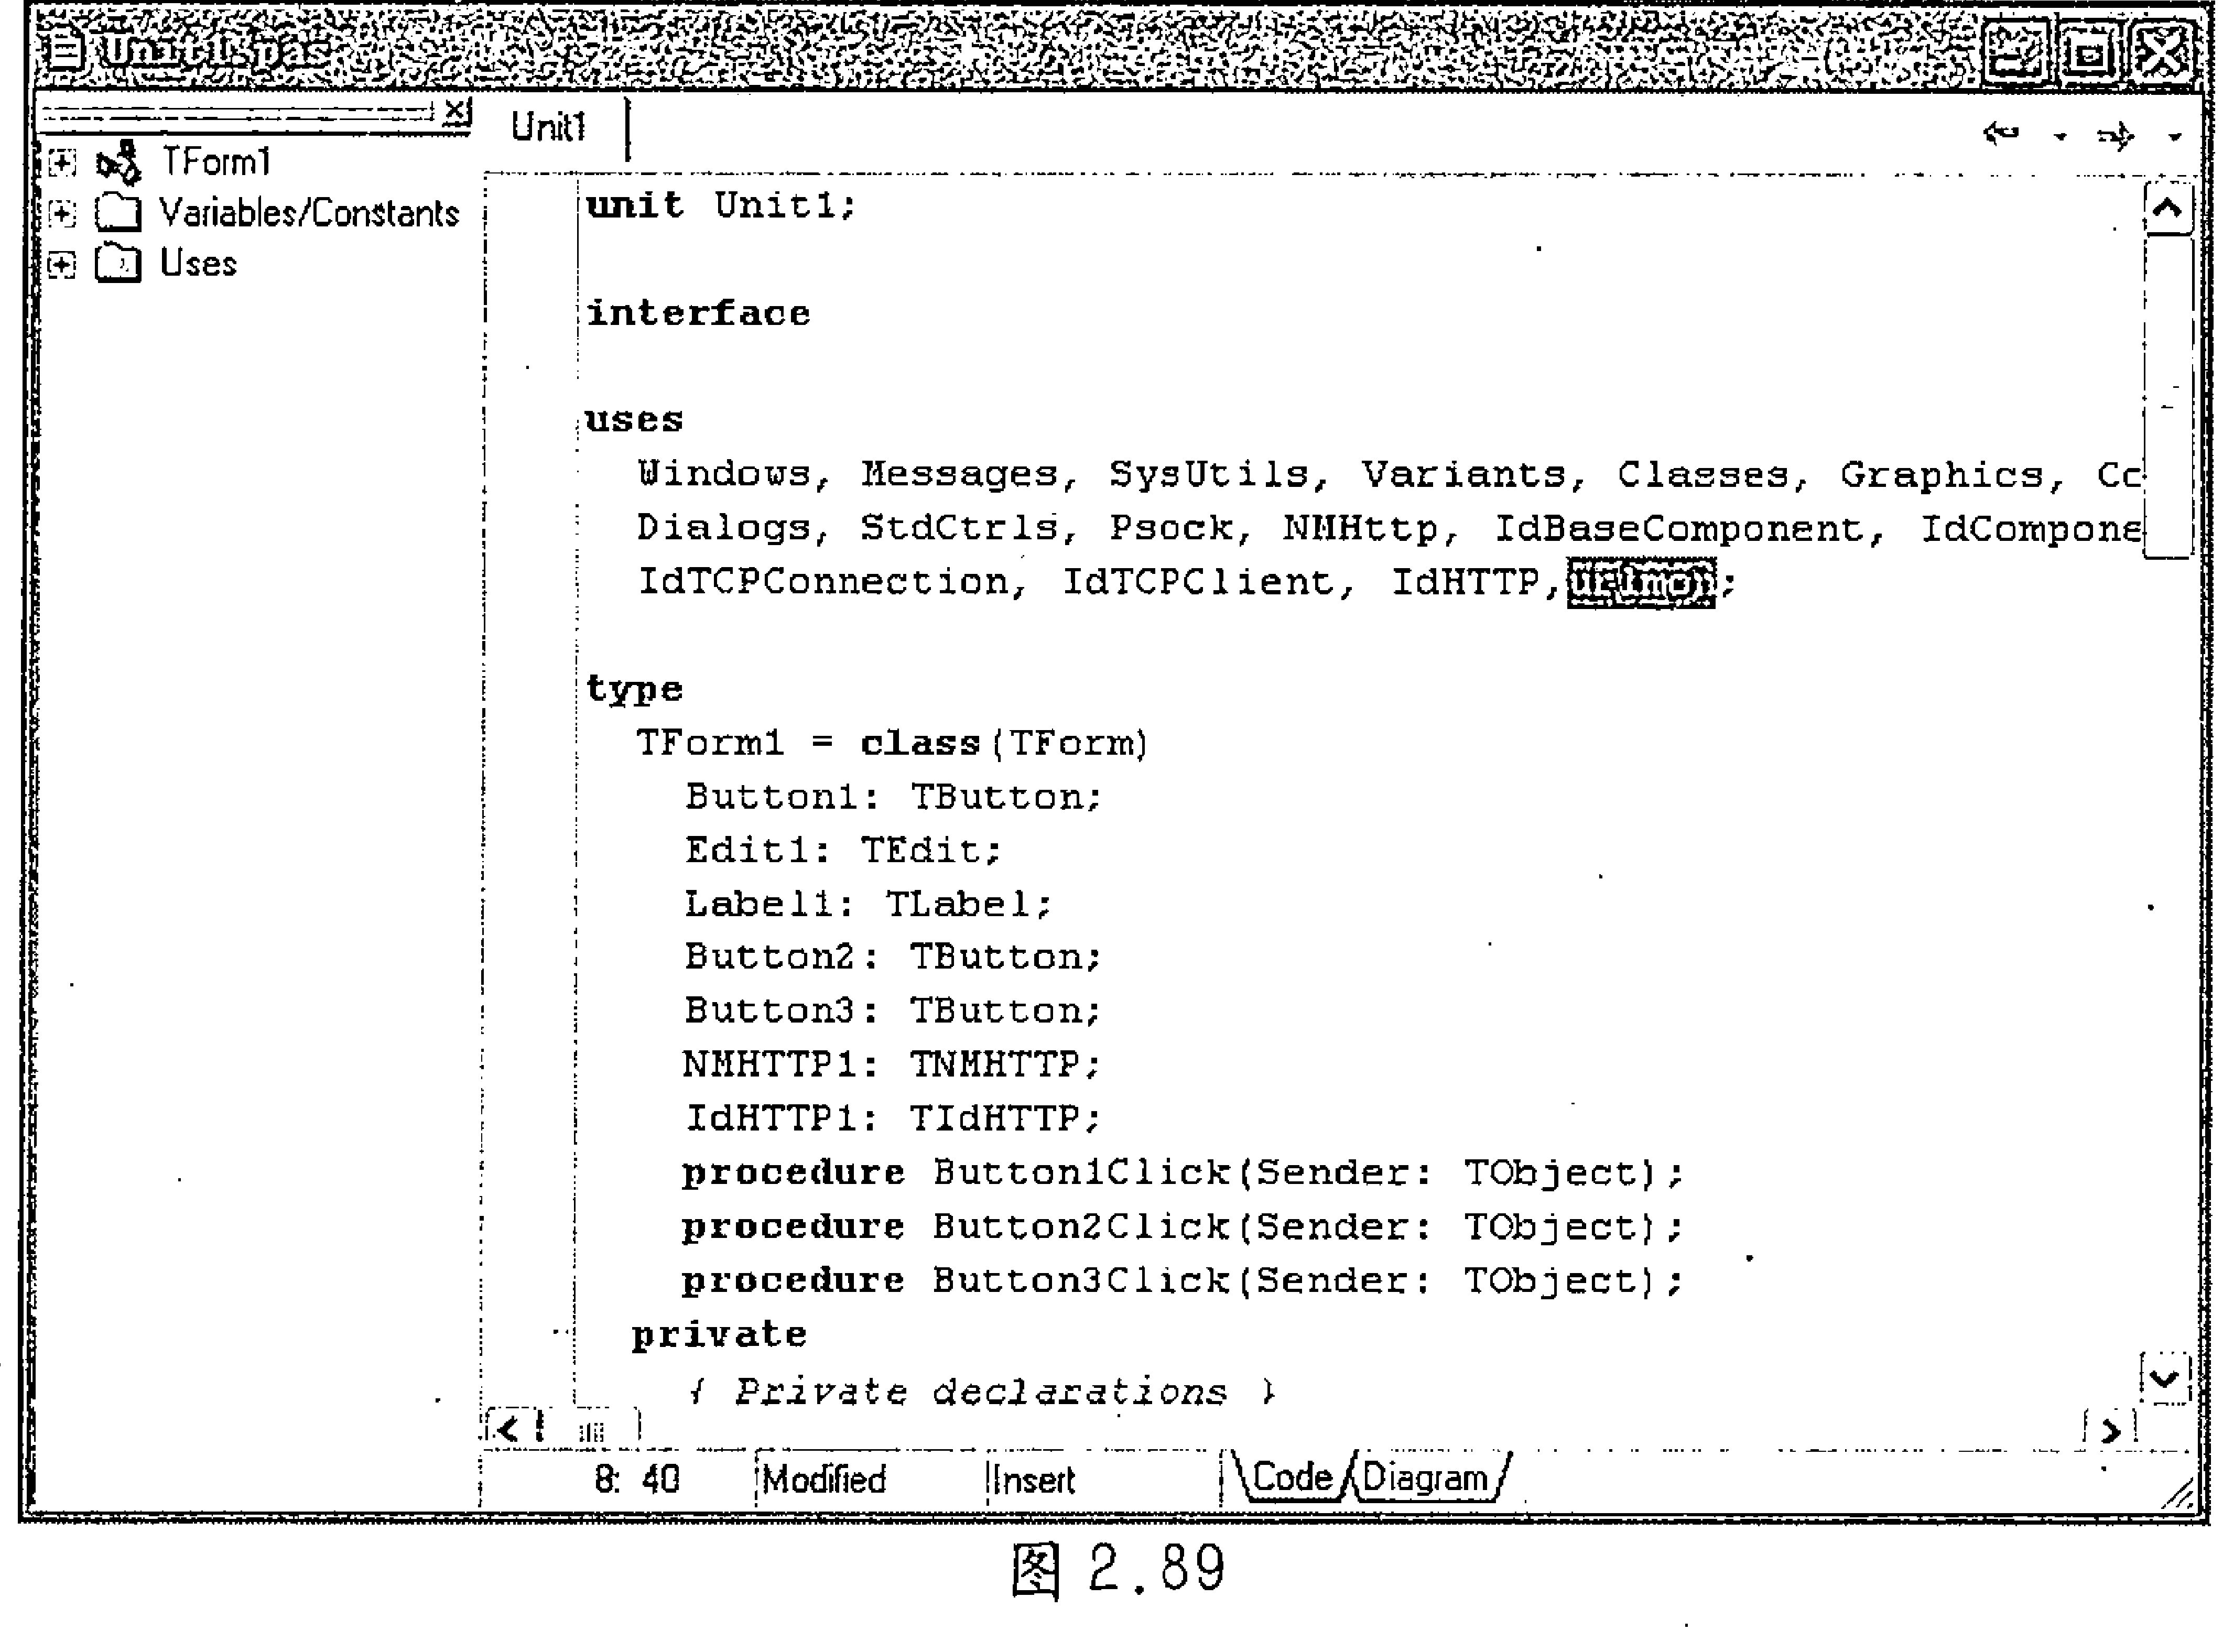 Unit1.pas
TForm1
Variables/Constants
Uses
Unit1
unit Unit1;
interface
uses
Windows, Messages, SysUtils, Variants, Classes, Graphics, Cc
Dialogs, StdCtrls, Psock, NMHttp, IdBaseComponent, IdCompone
IdTCPConnection, IdTCPClient, IdHTTP,urlmon;
type
TForm1 = class(TForm)
Button1: TButton;
Edit1: TEdit;
Label1: TLabel;
Button2: TButton;
Button3: TButton;
NMHTTP1: TNMHTTP;
IdHTTP1: TIdHTTP;
procedure Button1Click(Sender: TObject);
procedure Button2Click(Sender: TObject);
procedure Button3Click(Sender: TObject);
private
{ Private declarations }
8: 40 Modified Insert Code Diagram
图 2.89